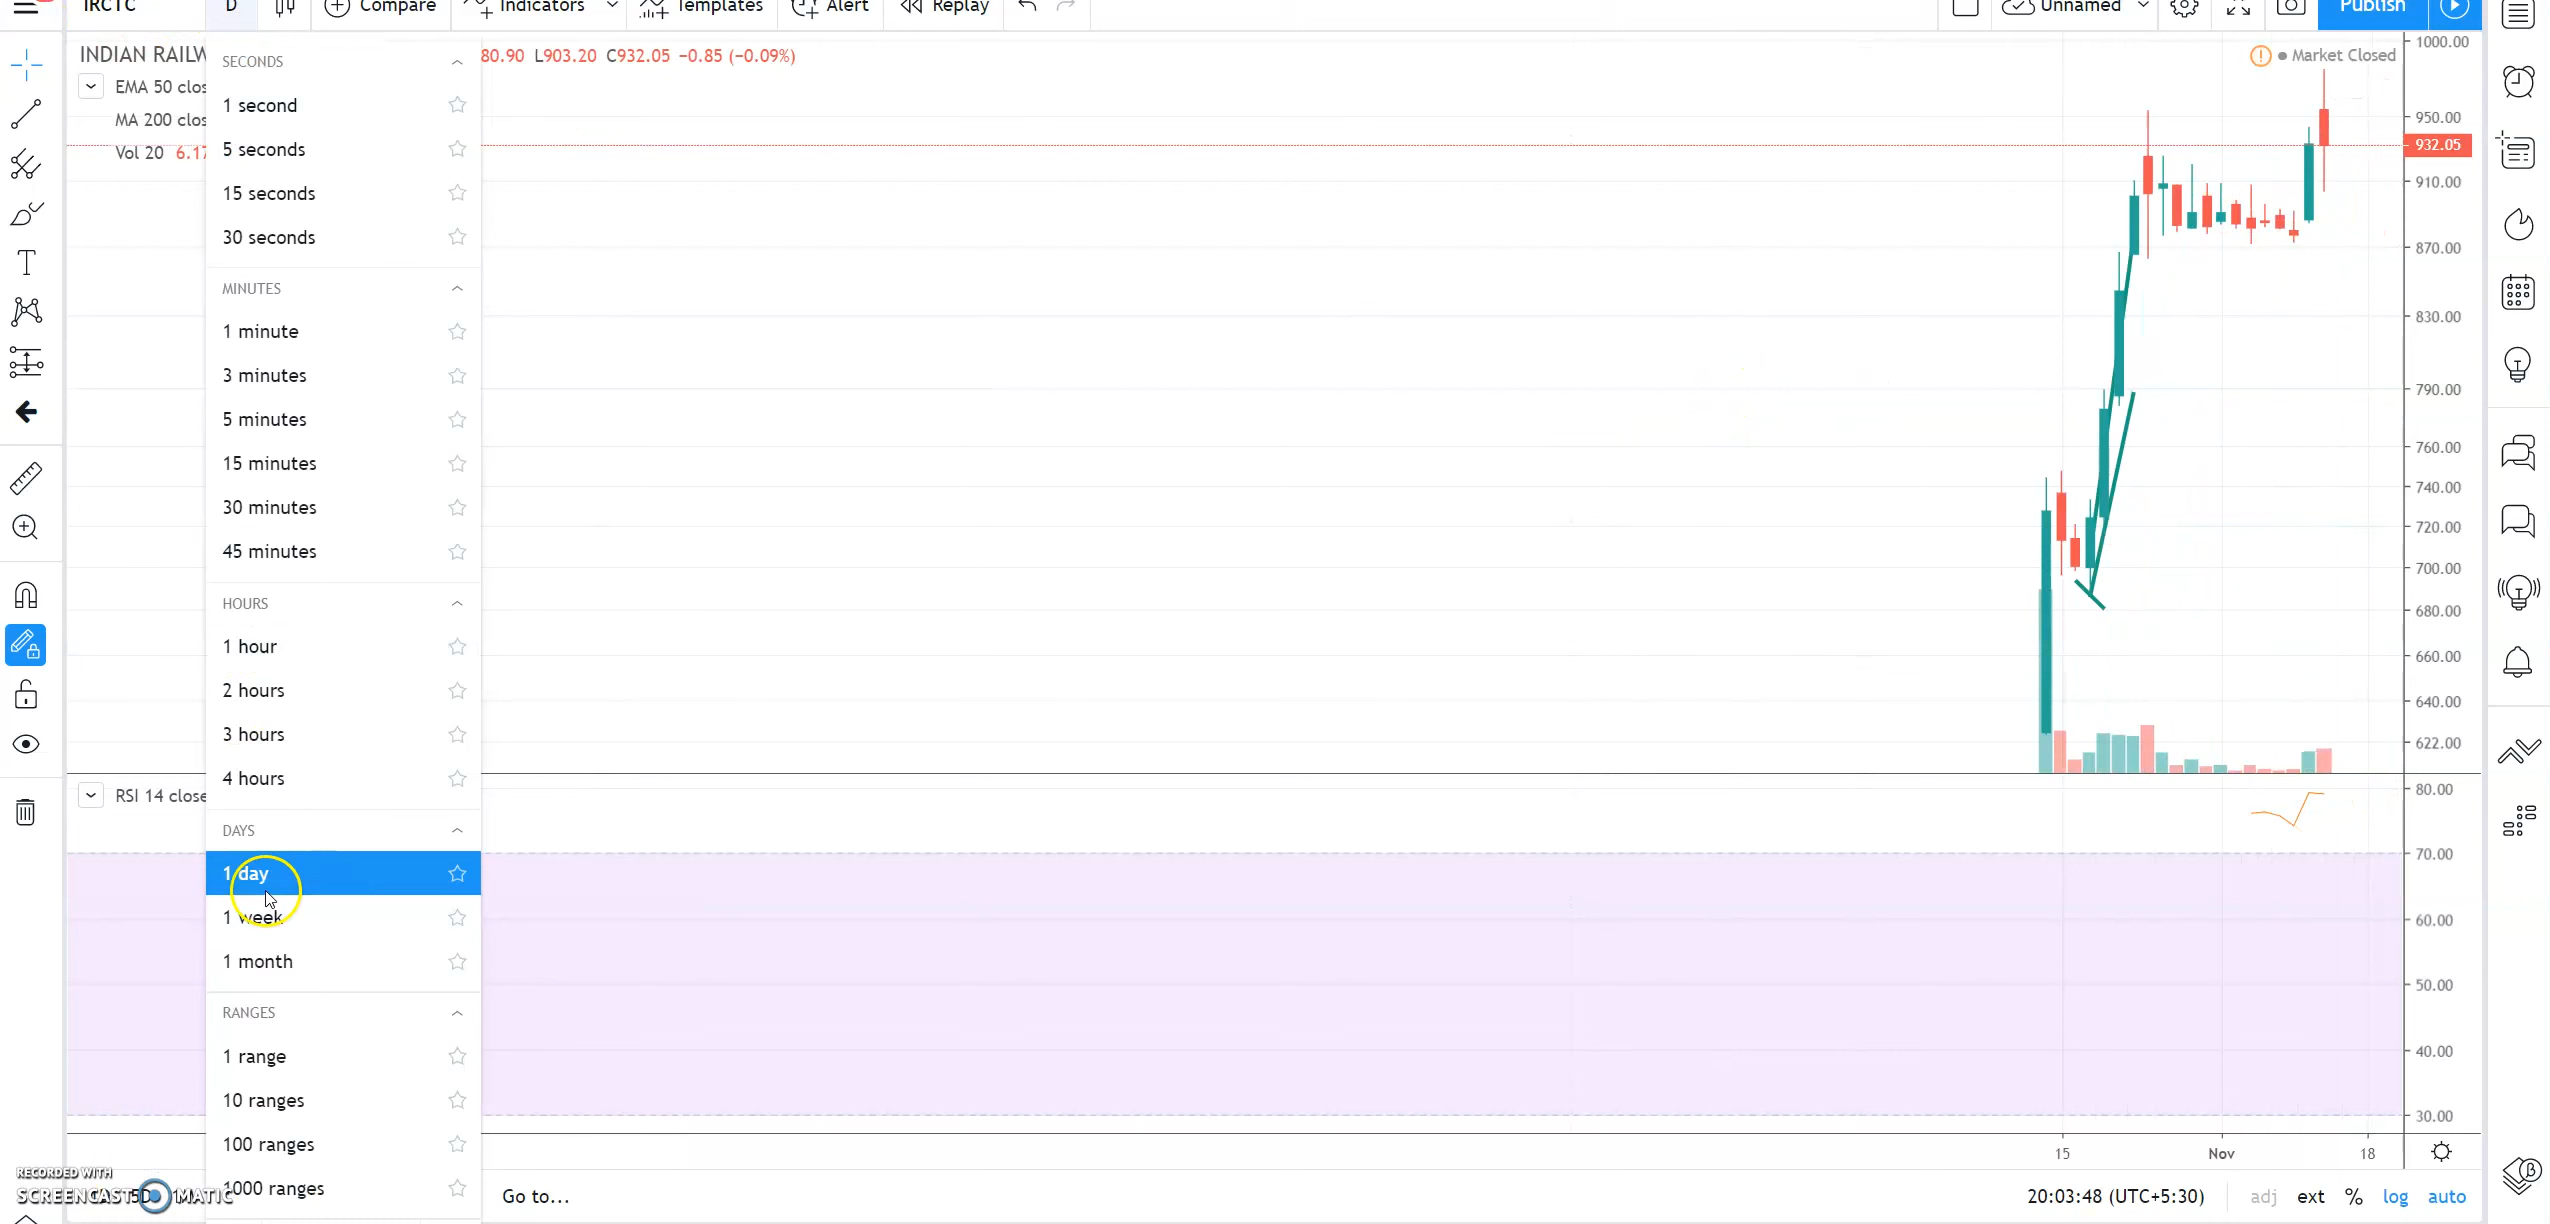 IRCTC D Compare Indicators Templates Alert Replay Unnamed Publish
INDIAN RAILW 80.90 L903.20 C932.05 −0.85 (−0.09%) Market Closed
EMA 50 clos
MA 200 clos
Vol 20 6.17
SECONDS
1 second
5 seconds
15 seconds
30 seconds
MINUTES
1 minute
3 minutes
5 minutes
15 minutes
30 minutes
45 minutes
HOURS
1 hour
2 hours
3 hours
4 hours
DAYS
1 day
1 week
1 month
RANGES
1 range
10 ranges
100 ranges
1000 ranges
RSI 14 close
1000.00
950.00
932.05
910.00
870.00
830.00
790.00
760.00
740.00
720.00
700.00
680.00
660.00
640.00
622.00
80.00
70.00
60.00
50.00
40.00
30.00
15 Nov 18
RECORDED WITH
SCREENCAST MATIC
Go to... 20:03:48 (UTC+5:30) adj ext % log auto